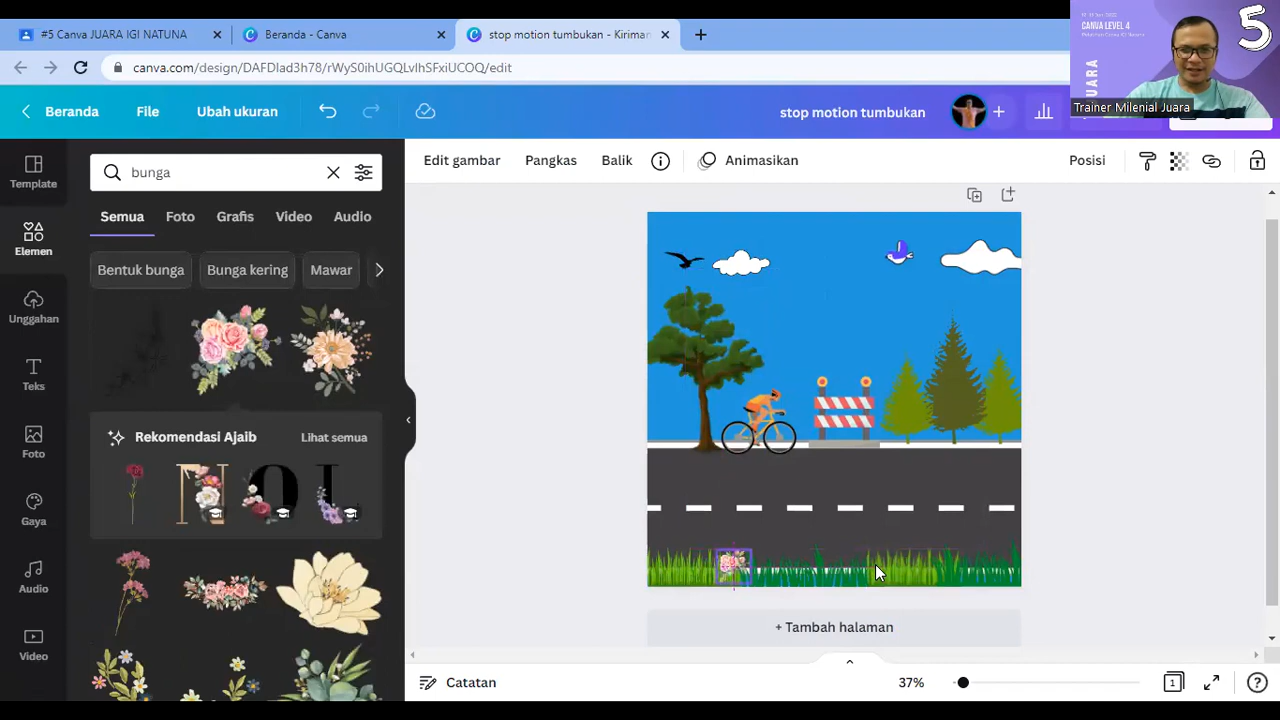 #5 Canva JUARA IGI NATUNA
Beranda - Canva
stop motion tumbukan - Kirimar
canva.com/design/DAFDlad3h78/rWyS0ihUGQLvlhSFxiUCOQ/edit
CANVA LEVEL 4
JUARA
5
Trainer Milenial Juara
Beranda
File
Ubah ukuran
stop motion tumbukan
Template
Elemen
Unggahan
Teks
Foto
Gaya
Audio
Video
bunga
Semua
Foto
Grafis
Video
Audio
Bentuk bunga
Bunga kering
Mawar
Rekomendasi Ajaib
Lihat semua
N O L
Edit gambar
Pangkas
Balik
Animasikan
Posisi
+ Tambah halaman
Catatan
37%
1